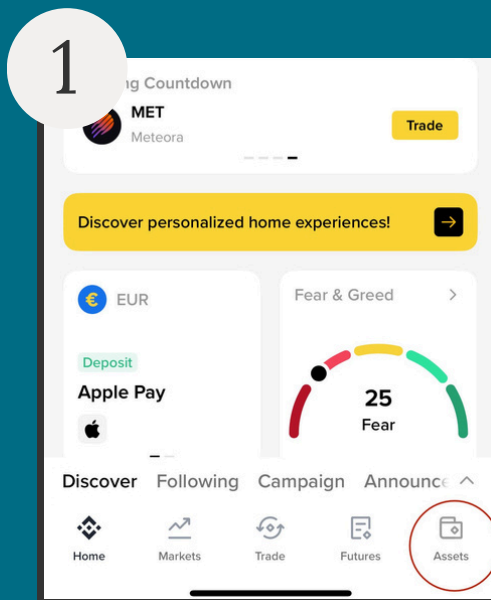 1
ng Countdown
MET
Meteora
Trade
Discover personalized home experiences!
€ EUR
Deposit
Apple Pay
Fear & Greed
25
Fear
Discover Following Campaign Announce
Home Markets Trade Futures Assets